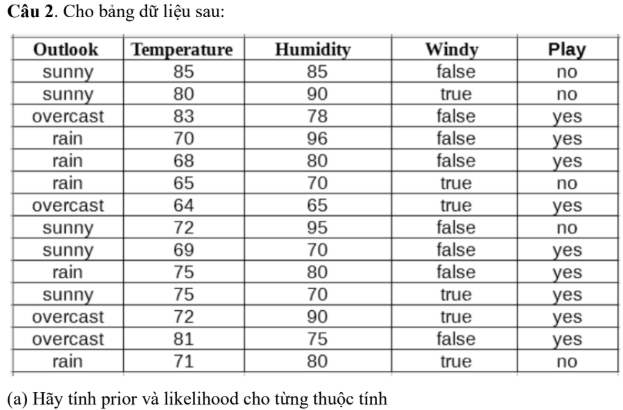 Câu 2. Cho bảng dữ liệu sau:
Outlook Temperature Humidity Windy Play
sunny 85 85 false no
sunny 80 90 true no
overcast 83 78 false yes
rain 70 96 false yes
rain 68 80 false yes
rain 65 70 true no
overcast 64 65 true yes
sunny 72 95 false no
sunny 69 70 false yes
rain 75 80 false yes
sunny 75 70 true yes
overcast 72 90 true yes
overcast 81 75 false yes
rain 71 80 true no
(a) Hãy tính prior và likelihood cho từng thuộc tính